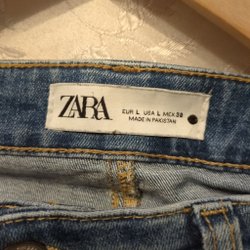 ZARA
EUR L USA L MEX 32
MADE IN PAKISTAN